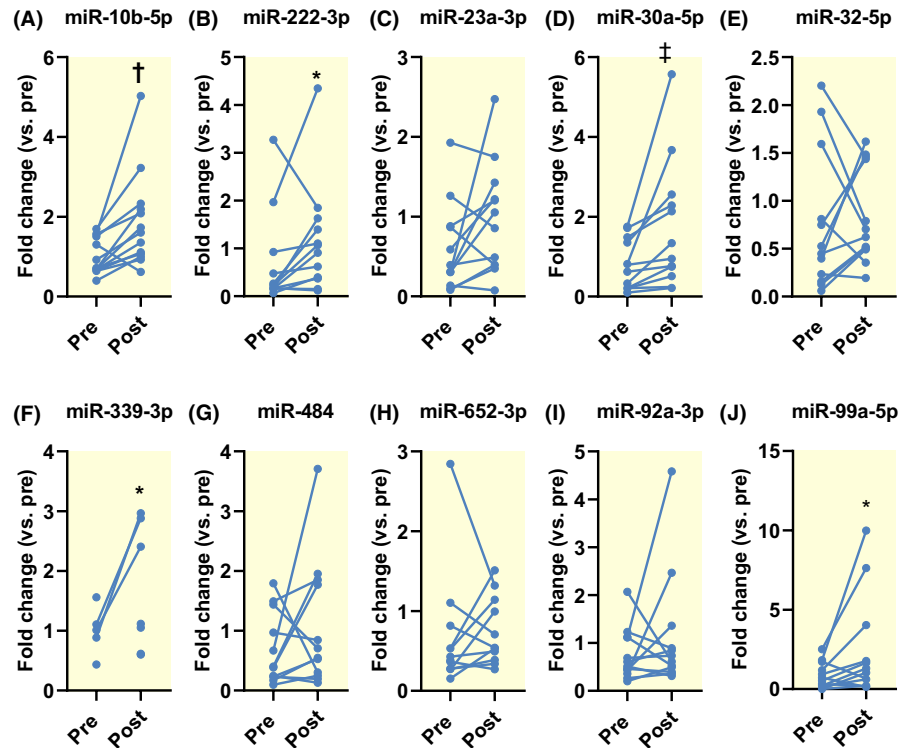 (A) miR-10b-5p
Fold change (vs. pre)
6
4
2
0
†
Pre Post
(B) miR-222-3p
Fold change (vs. pre)
5
4
3
2
1
0
*
Pre Post
(C) miR-23a-3p
Fold change (vs. pre)
3
2
1
0
Pre Post
(D) miR-30a-5p
Fold change (vs. pre)
6
4
2
0
‡
Pre Post
(E) miR-32-5p
Fold change (vs. pre)
2.5
2.0
1.5
1.0
0.5
0.0
Pre Post
(F) miR-339-3p
Fold change (vs. pre)
4
3
2
1
0
*
Pre Post
(G) miR-484
Fold change (vs. pre)
4
3
2
1
0
Pre Post
(H) miR-652-3p
Fold change (vs. pre)
3
2
1
0
Pre Post
(I) miR-92a-3p
Fold change (vs. pre)
5
4
3
2
1
0
Pre Post
(J) miR-99a-5p
Fold change (vs. pre)
15
10
5
0
*
Pre Post